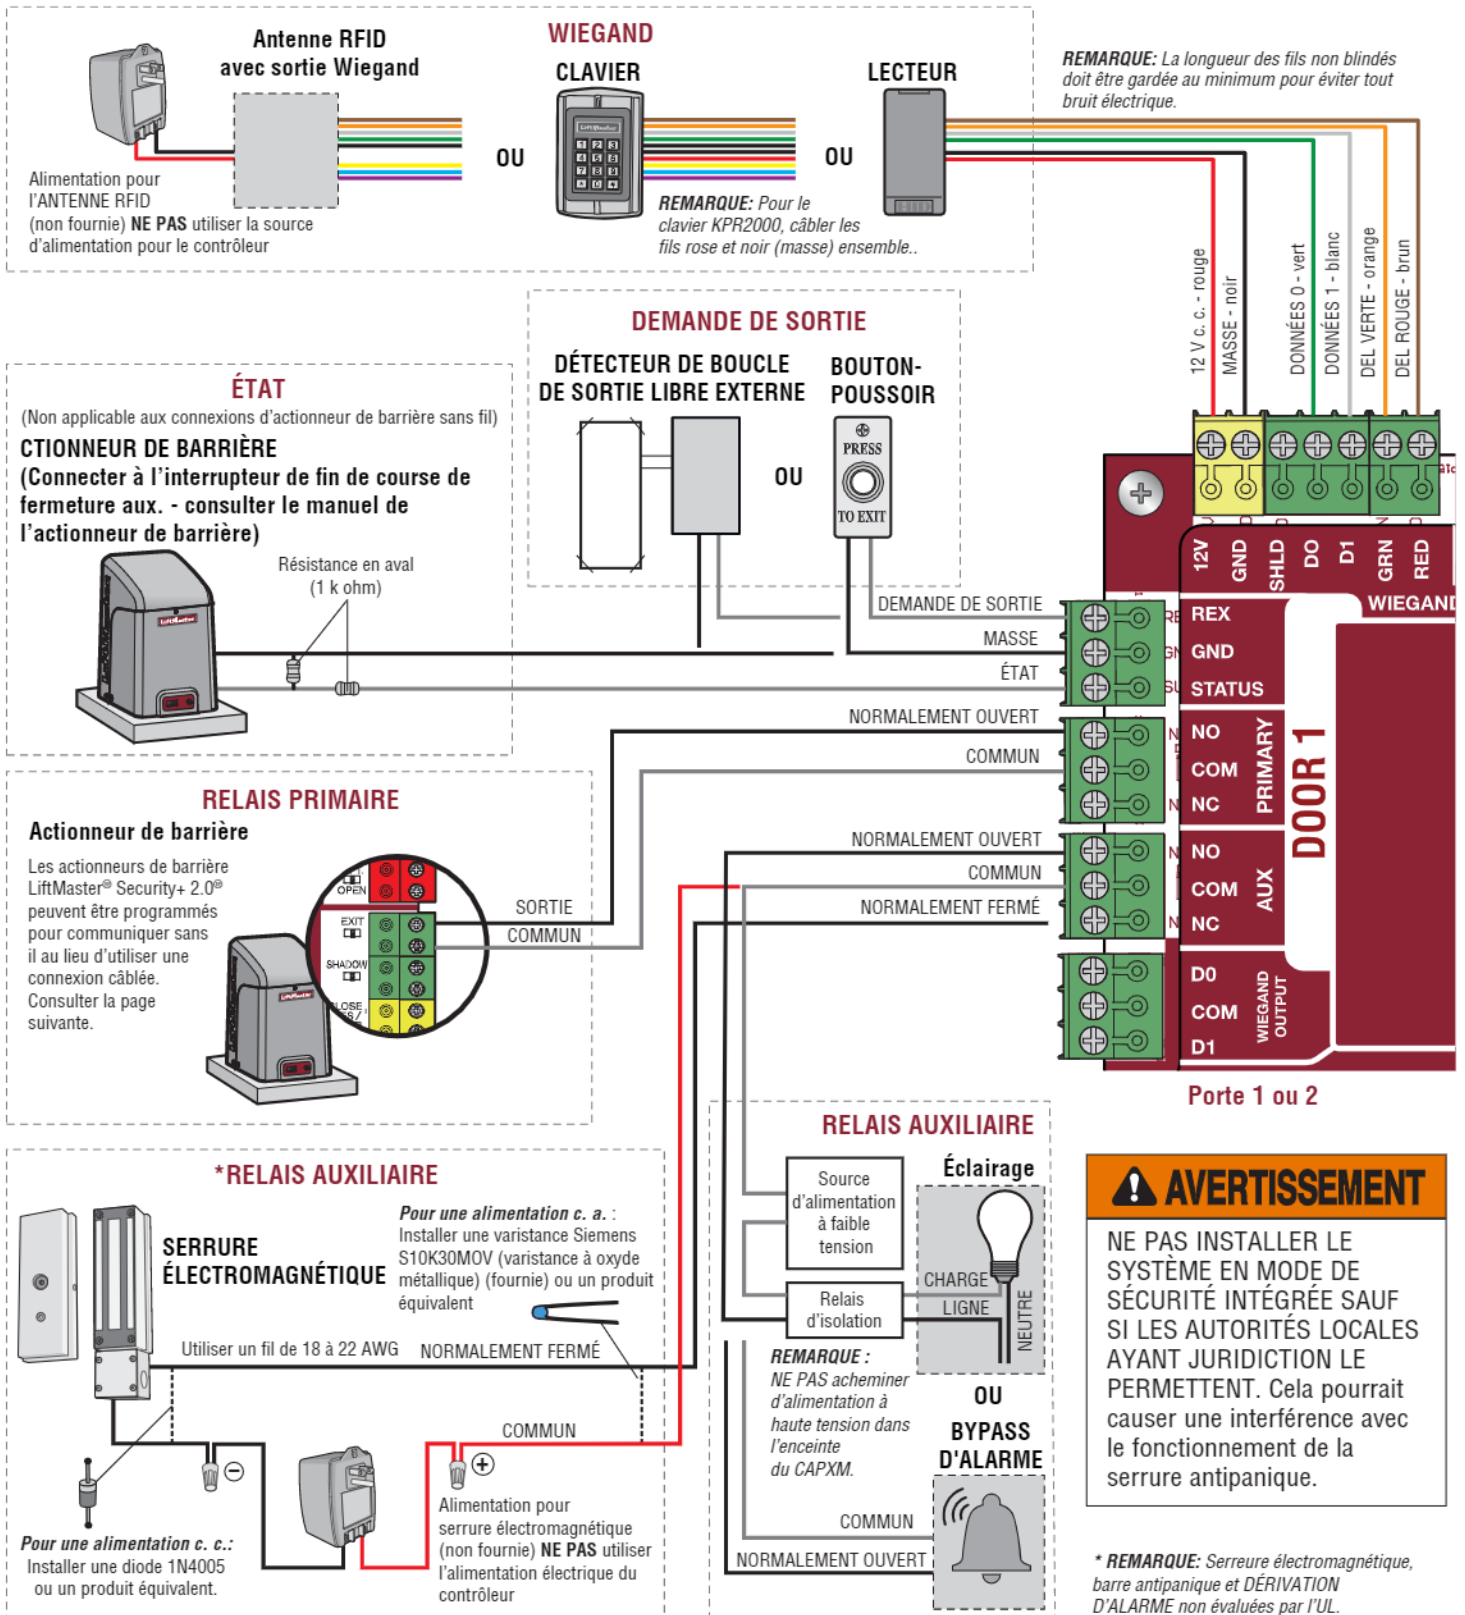 WIEGAND
Antenne RFID
avec sortie Wiegand
CLAVIER
LECTEUR
OU
OU
LiftMaster
1 2 3
4 5 6
7 8 9
* 0 #
Alimentation pour
l'ANTENNE RFID
(non fournie) NE PAS utiliser la source
d'alimentation pour le contrôleur
REMARQUE: Pour le
clavier KPR2000, câbler les
fils rose et noir (masse) ensemble..
REMARQUE: La longueur des fils non blindés
doit être gardée au minimum pour éviter tout
bruit électrique.
12 V c. c. - rouge
MASSE - noir
DONNÉES 0 - vert
DONNÉES 1 - blanc
DEL VERTE - orange
DEL ROUGE - brun
DEMANDE DE SORTIE
DÉTECTEUR DE BOUCLE
DE SORTIE LIBRE EXTERNE
OU
BOUTON-
POUSSOIR
PRESS
TO EXIT
ÉTAT
(Non applicable aux connexions d'actionneur de barrière sans fil)
CTIONNEUR DE BARRIÈRE
(Connecter à l'interrupteur de fin de course de
fermeture aux. - consulter le manuel de
l'actionneur de barrière)
Résistance en aval
(1 k ohm)
LiftMaster
DEMANDE DE SORTIE
MASSE
ÉTAT
NORMALEMENT OUVERT
COMMUN
NORMALEMENT OUVERT
COMMUN
NORMALEMENT FERMÉ
12V
GND
SHLD
DO
D1
GRN
RED
WIEGAND
REX
GND
STATUS
NO
COM
NC
PRIMARY
NO
COM
NC
AUX
DOOR 1
D0
COM
D1
WIEGAND
OUTPUT
Porte 1 ou 2
RELAIS PRIMAIRE
Actionneur de barrière
Les actionneurs de barrière
LiftMaster® Security+ 2.0®
peuvent être programmés
pour communiquer sans
il au lieu d'utiliser une
connexion câblée.
Consulter la page
suivante.
OPEN
EXIT
SHADOW
LiftMaster
SORTIE
COMMUN
*RELAIS AUXILIAIRE
SERRURE
ÉLECTROMAGNÉTIQUE
Pour une alimentation c. a. :
Installer une varistance Siemens
S10K30MOV (varistance à oxyde
métallique) (fournie) ou un produit
équivalent
Utiliser un fil de 18 à 22 AWG
NORMALEMENT FERMÉ
COMMUN
–
+
Pour une alimentation c. c.:
Installer une diode 1N4005
ou un produit équivalent.
Alimentation pour
serrure électromagnétique
(non fournie) NE PAS utiliser
l'alimentation électrique du
contrôleur
RELAIS AUXILIAIRE
Source
d'alimentation
à faible
tension
Éclairage
CHARGE
LIGNE
NEUTRE
Relais
d'isolation
REMARQUE :
NE PAS acheminer
d'alimentation à
haute tension dans
l'enceinte
du CAPXM.
OU
BYPASS
D'ALARME
COMMUN
NORMALEMENT OUVERT
AVERTISSEMENT
NE PAS INSTALLER LE
SYSTÈME EN MODE DE
SÉCURITÉ INTÉGRÉE SAUF
SI LES AUTORITÉS LOCALES
AYANT JURIDICTION LE
PERMETTENT. Cela pourrait
causer une interférence avec
le fonctionnement de la
serrure antipanique.
* REMARQUE: Serreure électromagnétique,
barre antipanique et DÉRIVATION
D'ALARME non évaluées par l'UL.